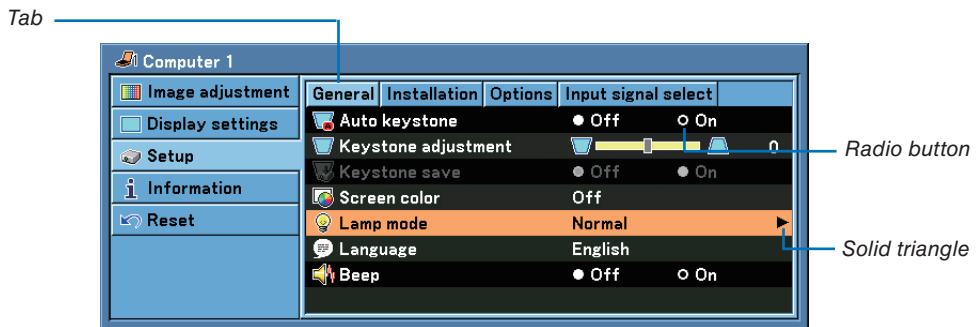 Tab
Computer 1
Image adjustment
Display settings
Setup
Information
Reset
General Installation Options Input signal select
Auto keystone Off On
Keystone adjustment 0
Keystone save Off On
Screen color Off
Lamp mode Normal
Language English
Beep Off On
Radio button
Solid triangle